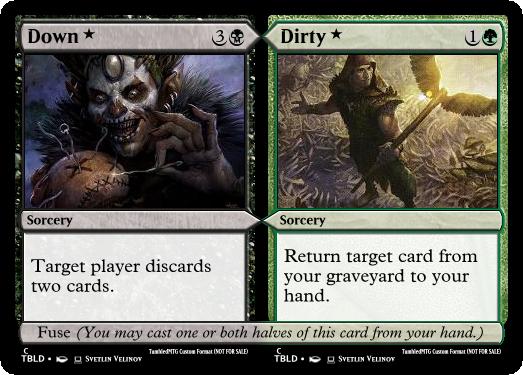 Down ★ 3
Dirty ★ 1
Sorcery
Sorcery
Target player discards
two cards.
Return target card from
your graveyard to your
hand.
Fuse (You may cast one or both halves of this card from your hand.)
C
TBLD • SVETLIN VELINOV
TumbledMTG Custom Format (NOT FOR SALE)
C
TBLD • SVETLIN VELINOV
TumbledMTG Custom Format (NOT FOR SALE)